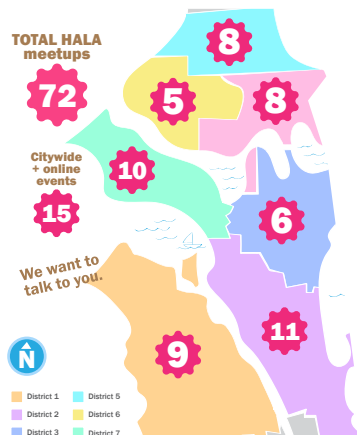 TOTAL HALA
meetups
72
8
5
8
10
Citywide
+ online
events
15
6
We want to
talk to you.
11
9
N
District 1
District 5
District 2
District 6
District 3
District 7